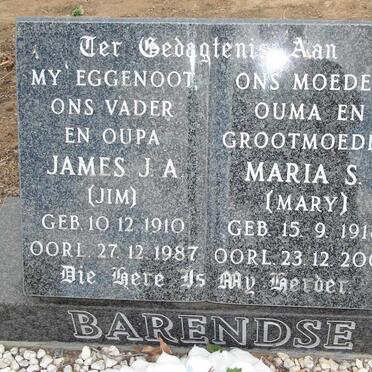 Ter Gedagtenis Aan
MY EGGENOOT,
ONS VADER
EN OUPA
JAMES J.A.
(JIM)
GEB. 10. 12. 1910
OORL. 27. 12. 1987
ONS MOEDE
OUMA EN
GROOTMOEDE
MARIA S.
(MARY)
GEB. 15. 9. 191
OORL. 23. 12. 200
Die Here Is My Herder
BARENDSE